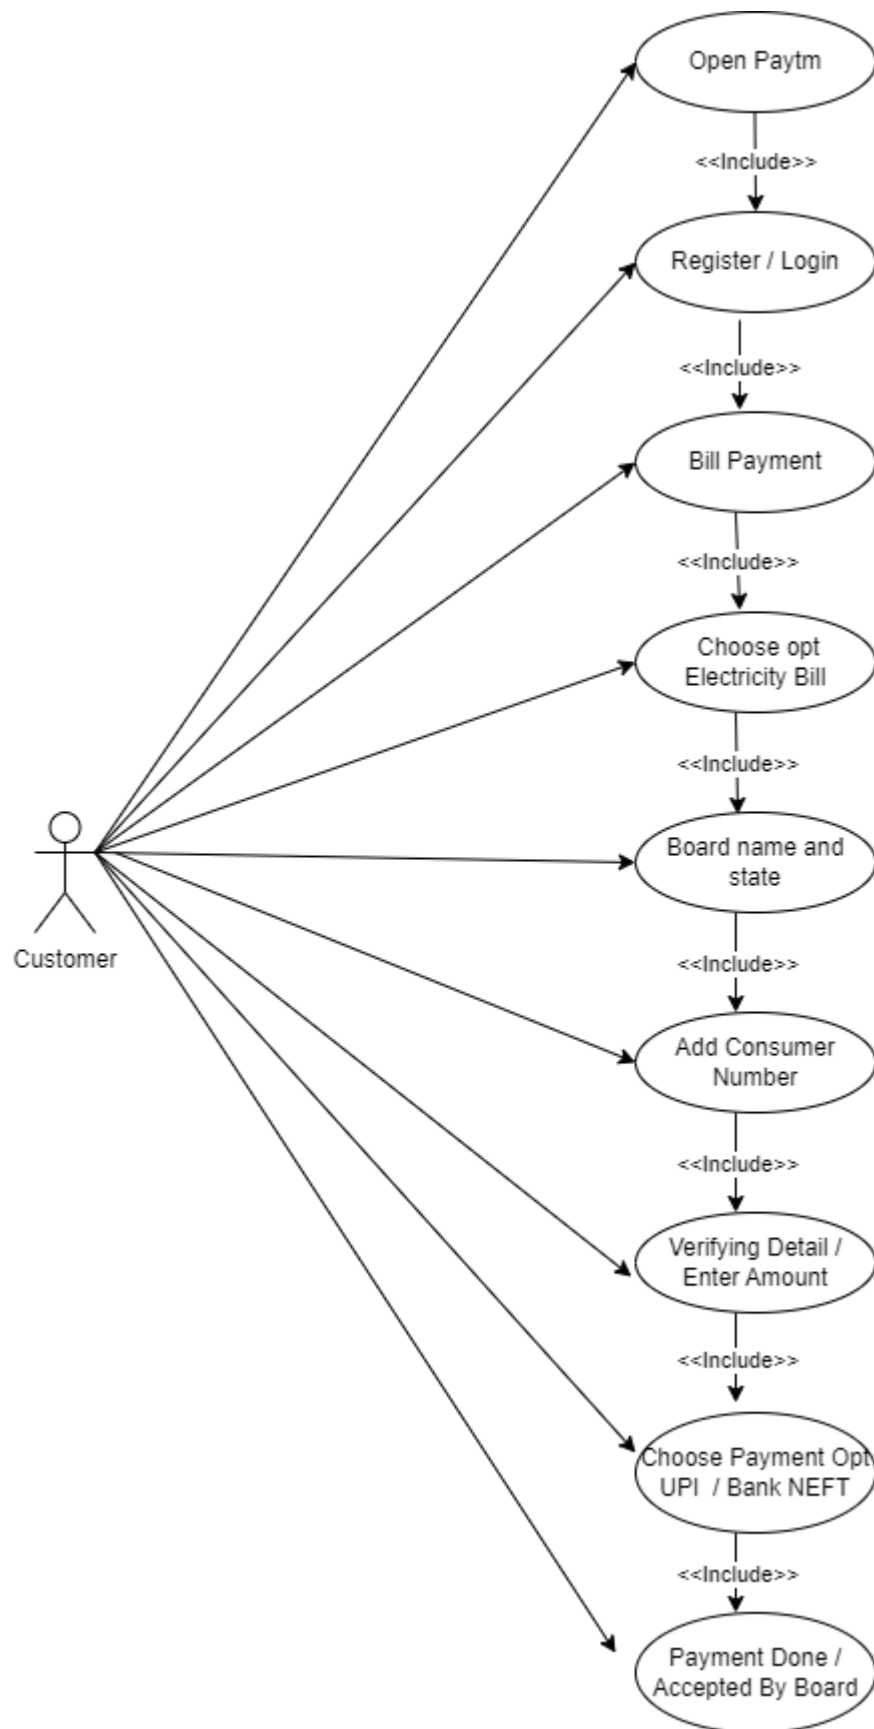 Open Paytm
<<Include>>
Register / Login
<<Include>>
Bill Payment
<<Include>>
Choose opt
Electricity Bill
<<Include>>
Board name and
state
Customer
<<Include>>
Add Consumer
Number
<<Include>>
Verifying Detail /
Enter Amount
<<Include>>
Choose Payment Opt
UPI / Bank NEFT
<<Include>>
Payment Done /
Accepted By Board